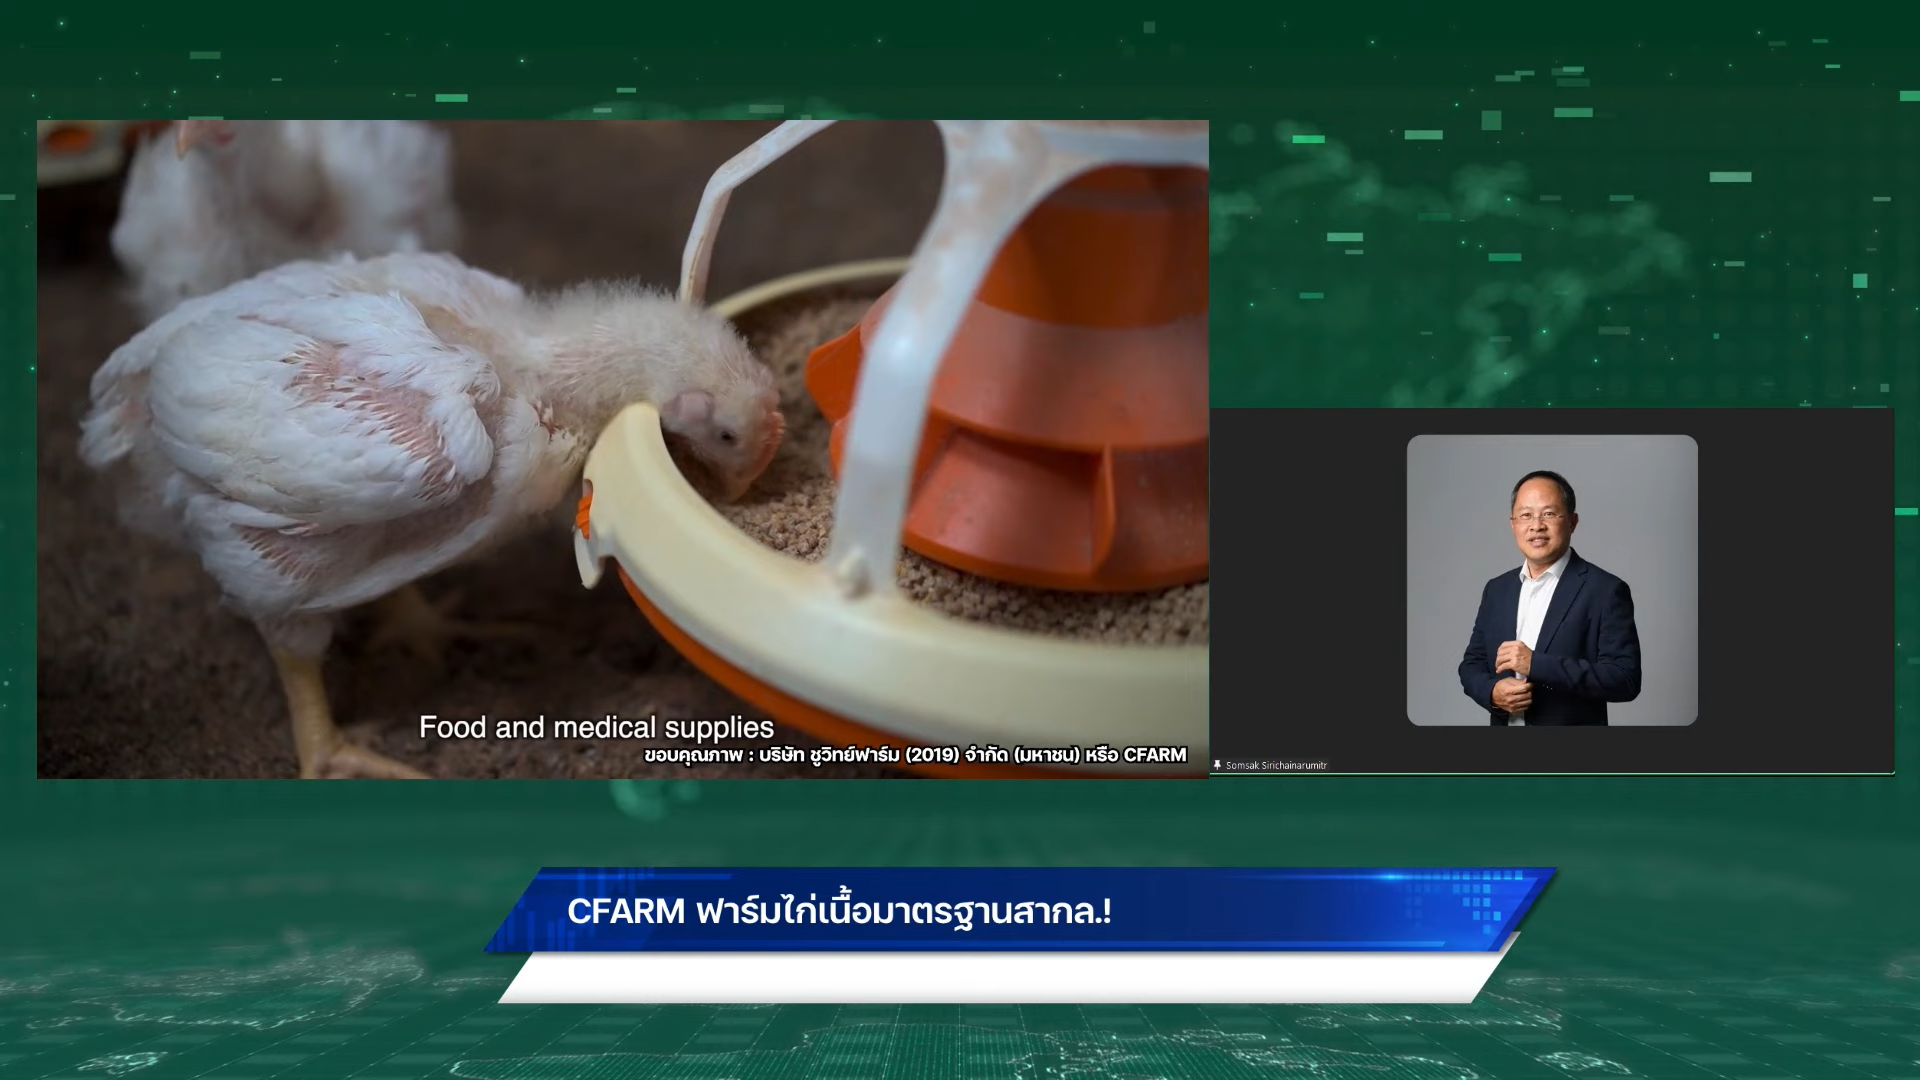 Food and medical supplies
ขอบคุณภาพ : บริษัท ชูวิทย์ฟาร์ม (2019) จำกัด (มหาชน) หรือ CFARM
Somsak Sirichainarumitr
CFARM ฟาร์มไก่เนื้อมาตรฐานสากล.!